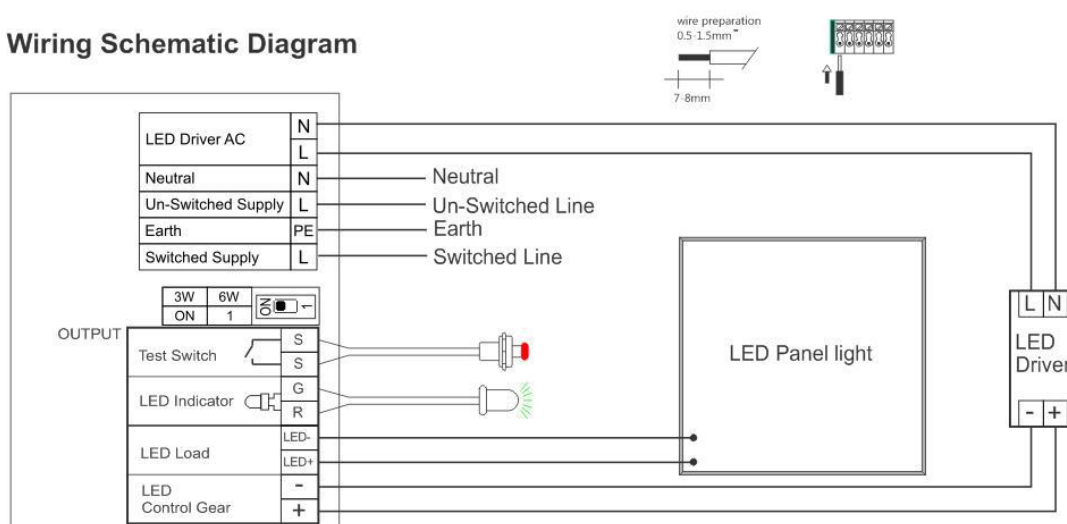 Wiring Schematic Diagram
wire preparation
0.5-1.5mm
7-8mm
LED Driver AC
N
L
Neutral
N
Neutral
Un-Switched Supply
L
Un-Switched Line
Earth
PE
Earth
Switched Supply
L
Switched Line
3W 6W
ON 1
ON 1
OUTPUT
Test Switch
S
S
LED Indicator
G
R
LED Load
LED-
LED+
LED
Control Gear
-
+
LED Panel light
L N
LED
Driver
- +